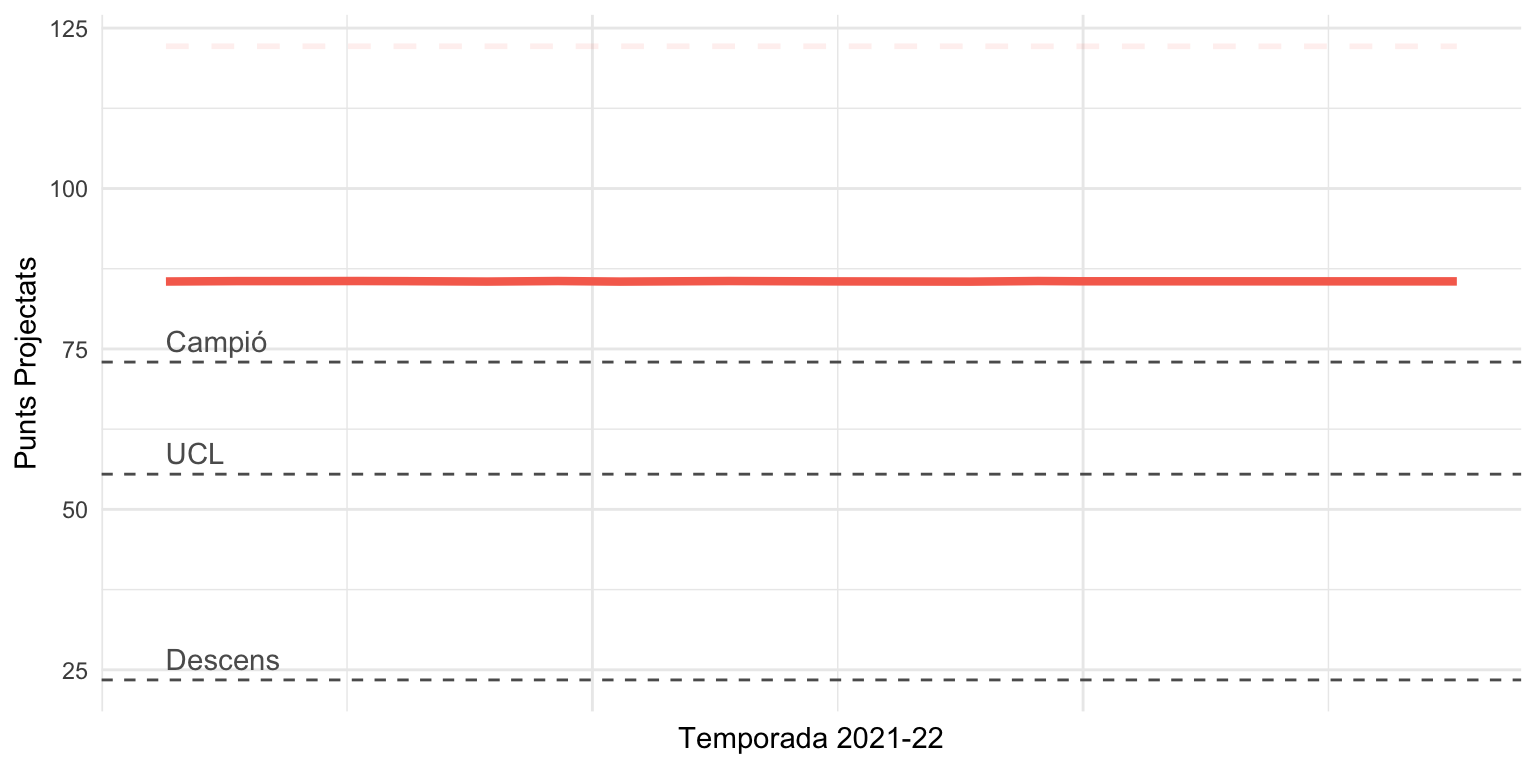 125
100
75
50
25
Punts Projectats
Campió
UCL
Descens
Temporada 2021-22